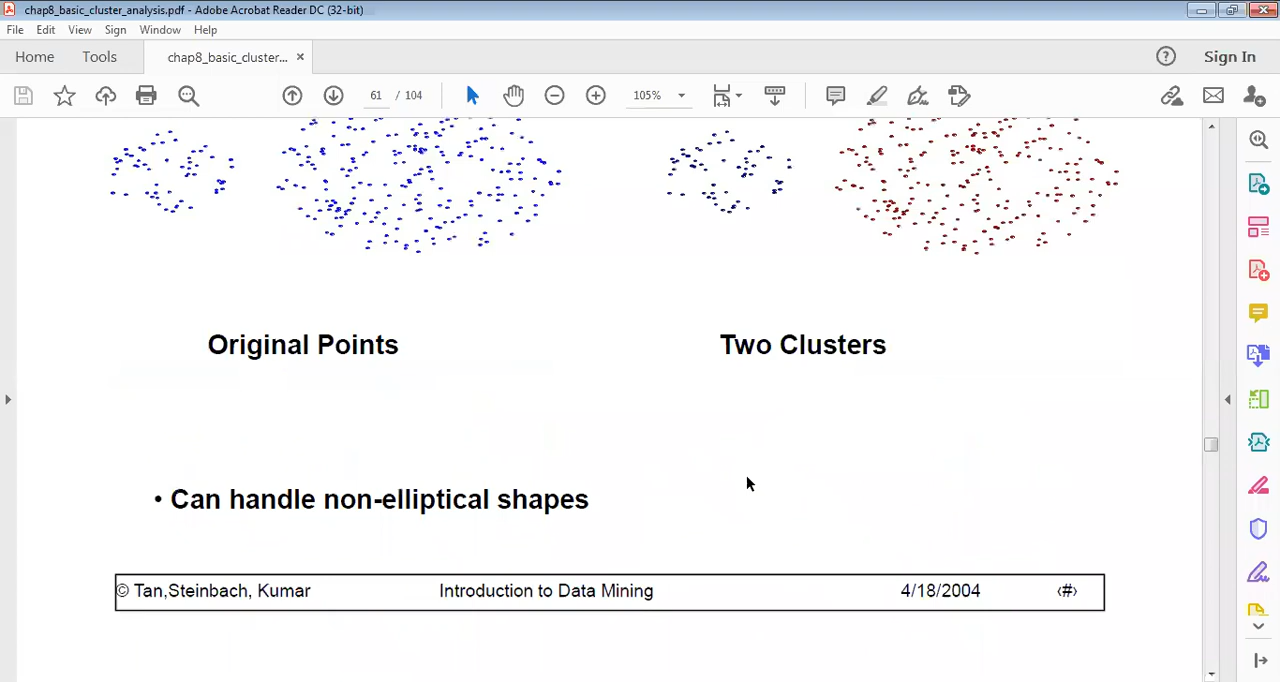 chap8_basic_cluster_analysis.pdf - Adobe Acrobat Reader DC (32-bit)
File Edit View Sign Window Help
Home Tools chap8_basic_cluster... × Sign In
61 / 104 105%
Original Points Two Clusters
• Can handle non-elliptical shapes
© Tan,Steinbach, Kumar Introduction to Data Mining 4/18/2004 ‹#›